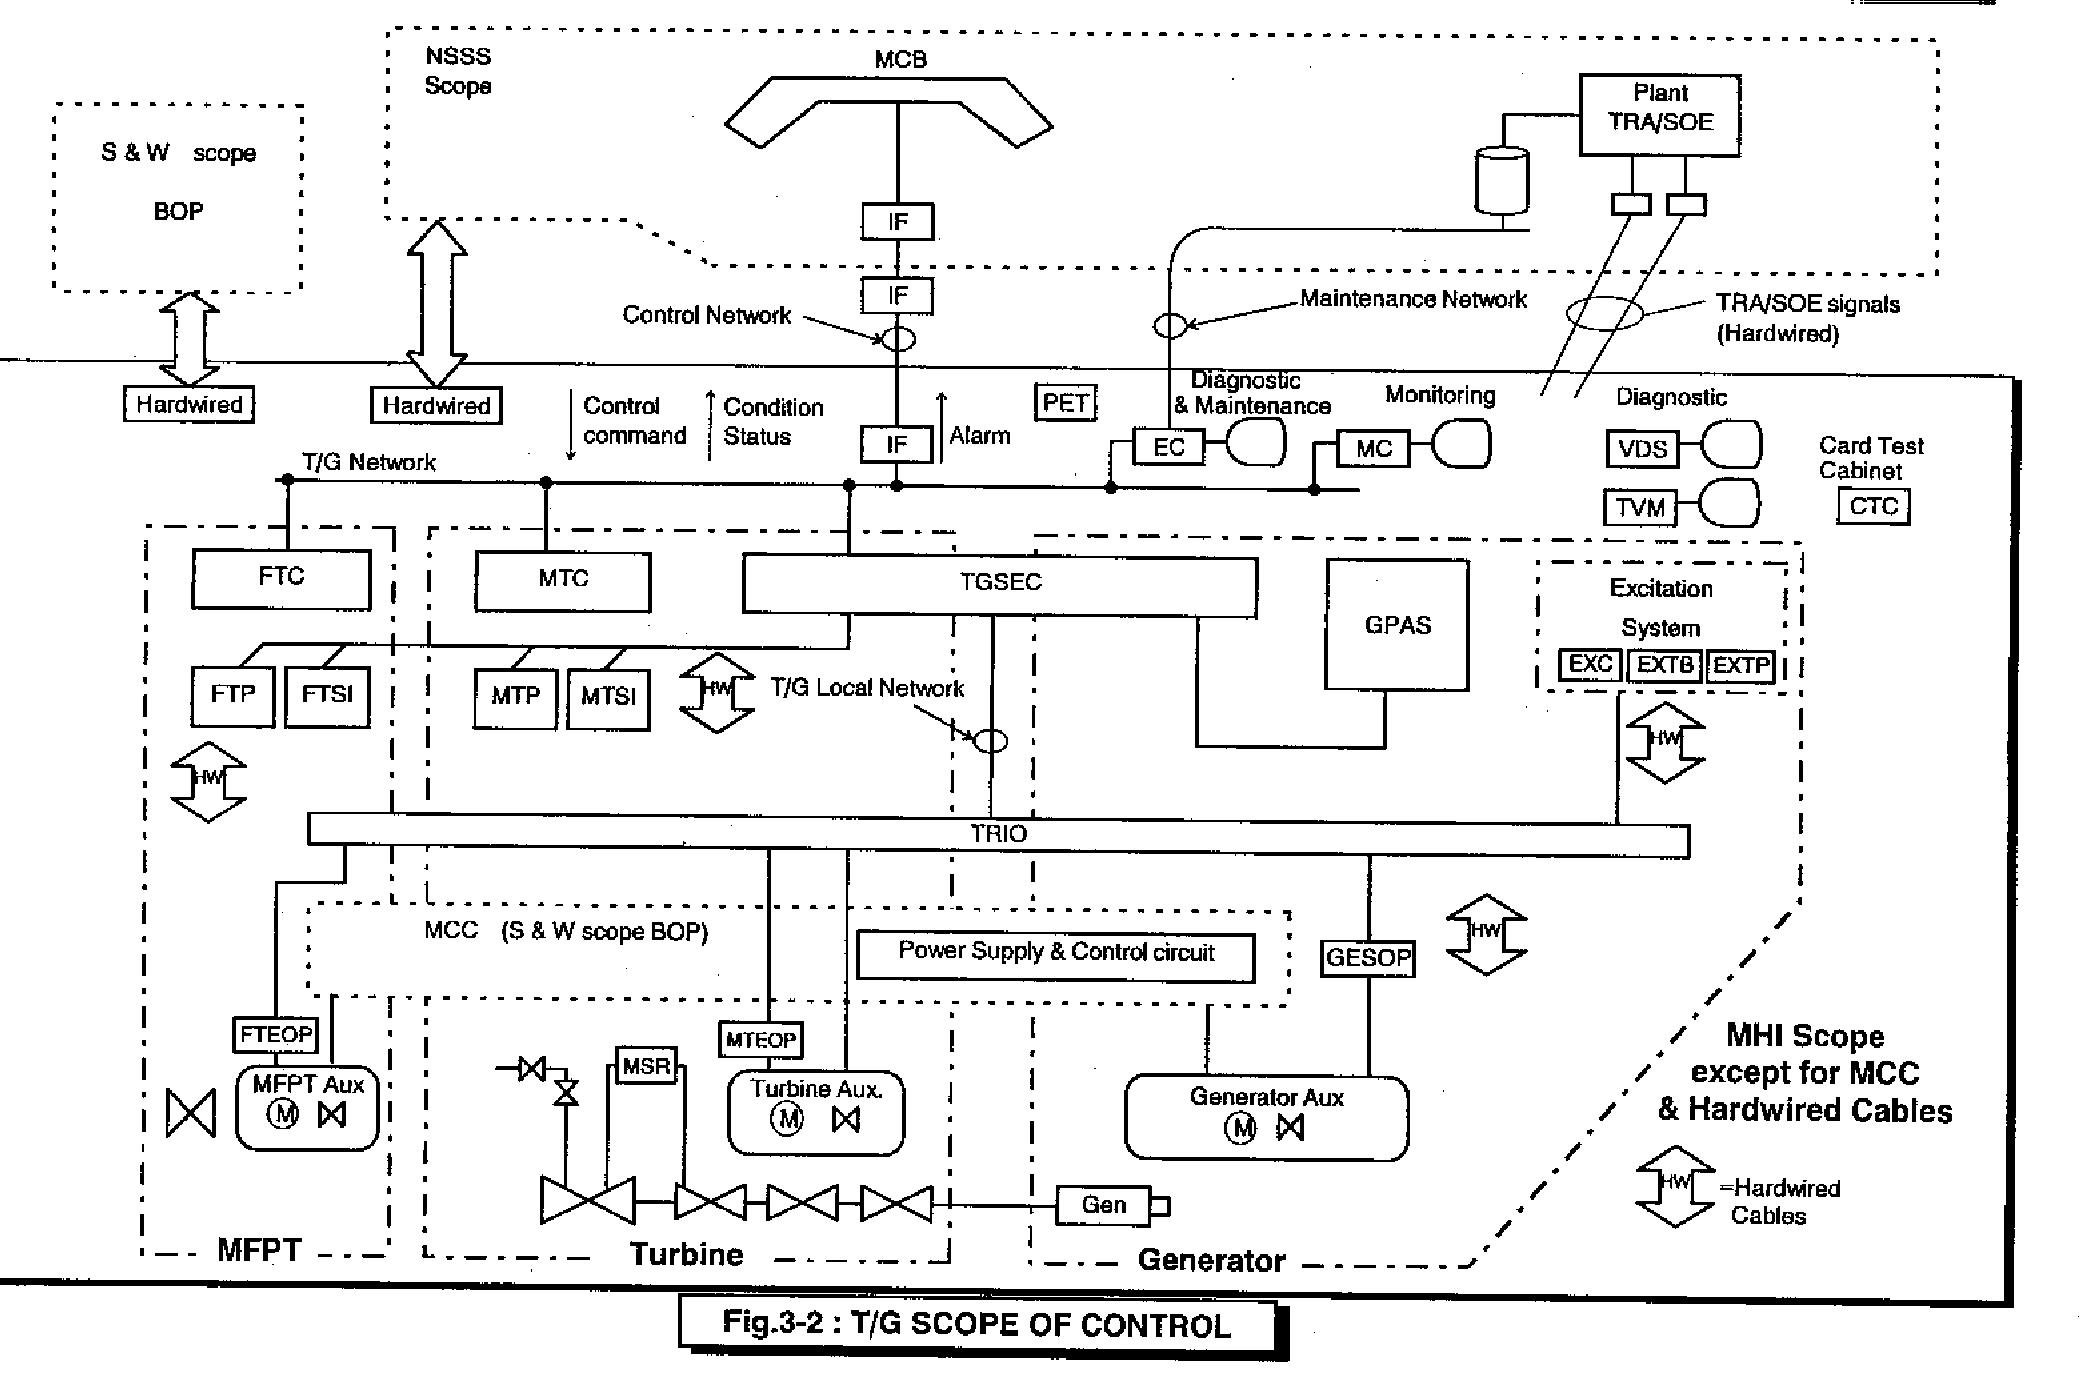 NSSS
Scope
MCB
Plant
TRA/SOE
S & W scope
BOP
IF
IF
Control Network
Maintenance Network
TRA/SOE signals
(Hardwired)
Hardwired
Hardwired
Control
command
Condition
Status
IF
Alarm
PET
Diagnostic
& Maintenance
EC
Monitoring
MC
Diagnostic
VDS
TVM
Card Test
Cabinet
CTC
T/G Network
FTC
MTC
TGSEC
GPAS
Excitation
System
EXC
EXTB
EXTP
FTP
FTSI
MTP
MTSI
HW
T/G Local Network
HW
HW
TRIO
MCC (S & W scope BOP)
Power Supply & Control circuit
GESOP
HW
FTEOP
MTEOP
MSR
MFPT Aux
M
Turbine Aux.
M
Generator Aux
M
MHI Scope
except for MCC
& Hardwired Cables
HW
=Hardwired
Cables
Gen
MFPT
Turbine
Generator
Fig.3-2 : T/G SCOPE OF CONTROL